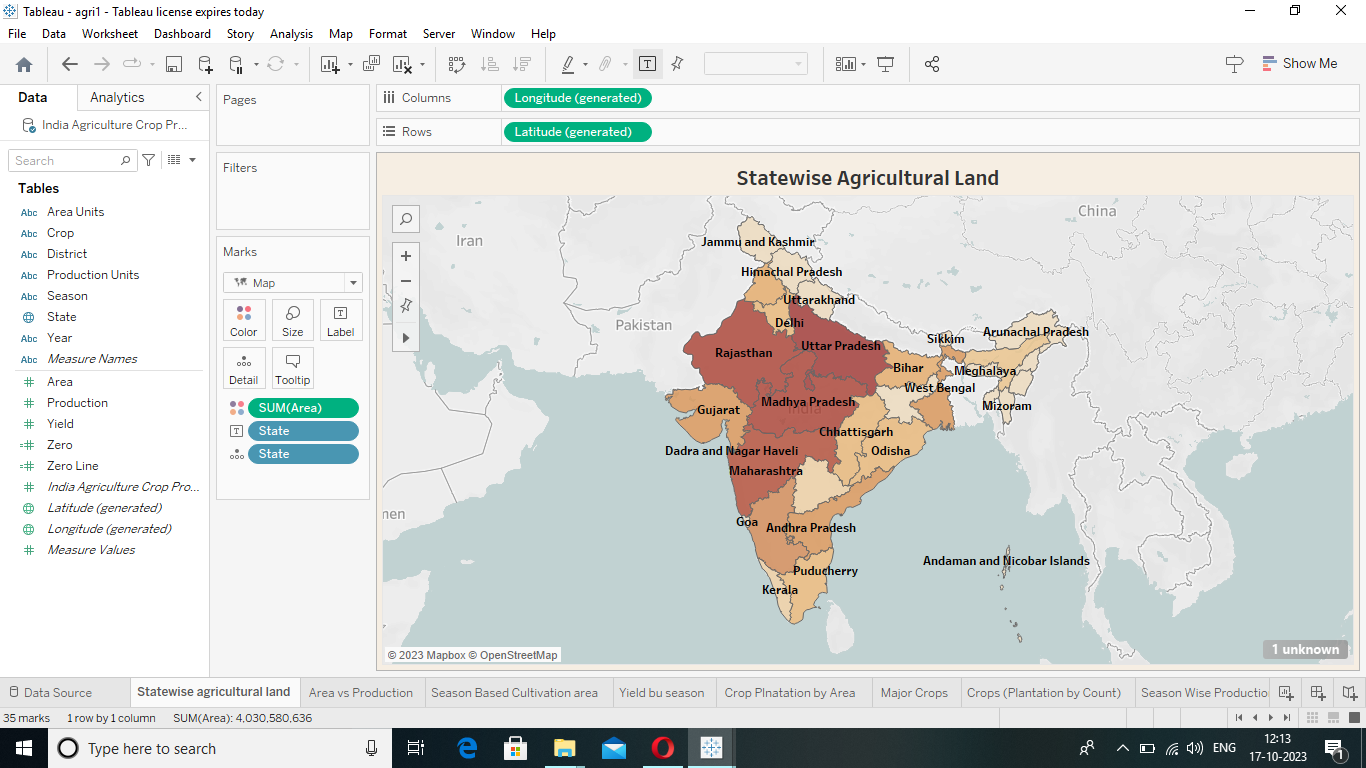 Tableau - agri1 - Tableau license expires today
File Data Worksheet Dashboard Story Analysis Map Format Server Window Help
Show Me
Data Analytics
India Agriculture Crop Pr...
Search
Tables
Abc Area Units
Abc Crop
Abc District
Abc Production Units
Abc Season
State
Abc Year
Abc Measure Names
Area
Production
Yield
Zero
Zero Line
India Agriculture Crop Pro...
Latitude (generated)
Longitude (generated)
Measure Values
Pages
Filters
Marks
Map
Color Size Label
Detail Tooltip
SUM(Area)
State
State
Columns Longitude (generated)
Rows Latitude (generated)
Statewise Agricultural Land
China
Iran
Jammu and Kashmir
Himachal Pradesh
Uttarakhand
Pakistan
Delhi
Arunachal Pradesh
Sikkim
Uttar Pradesh
Rajasthan
Bihar
Meghalaya
West Bengal
Madhya Pradesh
India
Gujarat
Mizoram
Chhattisgarh
Dadra and Nagar Haveli
Odisha
Maharashtra
men
Goa
Andhra Pradesh
Andaman and Nicobar Islands
Puducherry
Kerala
© 2023 Mapbox © OpenStreetMap
1 unknown
Data Source Statewise agricultural land Area vs Production Season Based Cultivation area Yield bu season Crop Plnatation by Area Major Crops Crops (Plantation by Count) Season Wise Productio
35 marks 1 row by 1 column SUM(Area): 4,030,580,636
Type here to search
ENG
12:13
17-10-2023
1